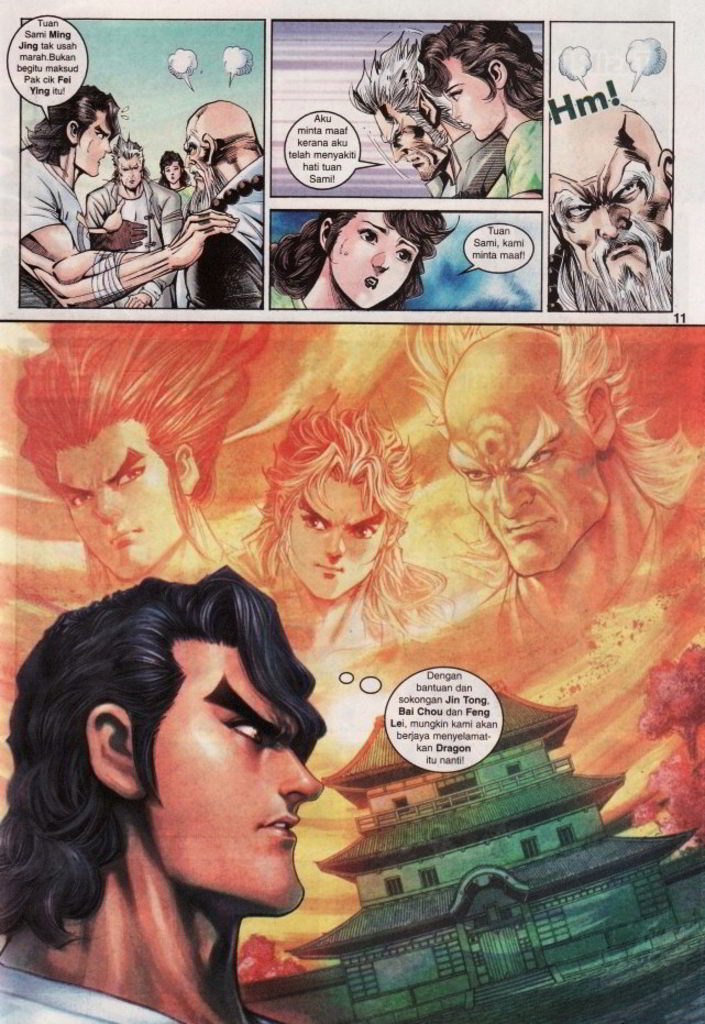 Tuan
Sami Ming
Jing tak usah
marah.Bukan
begitu maksud
Pak cik Fei
Ying itu!
Aku
minta maaf
kerana aku
telah menyakiti
hati tuan
Sami!
Tuan
Sami, kami
minta maaf!
Hm!
11
Dengan
bantuan dan
sokongan Jin Tong,
Bai Chou dan Feng
Lei, mungkin kami akan
berjaya menyelamat-
kan Dragon
itu nanti!